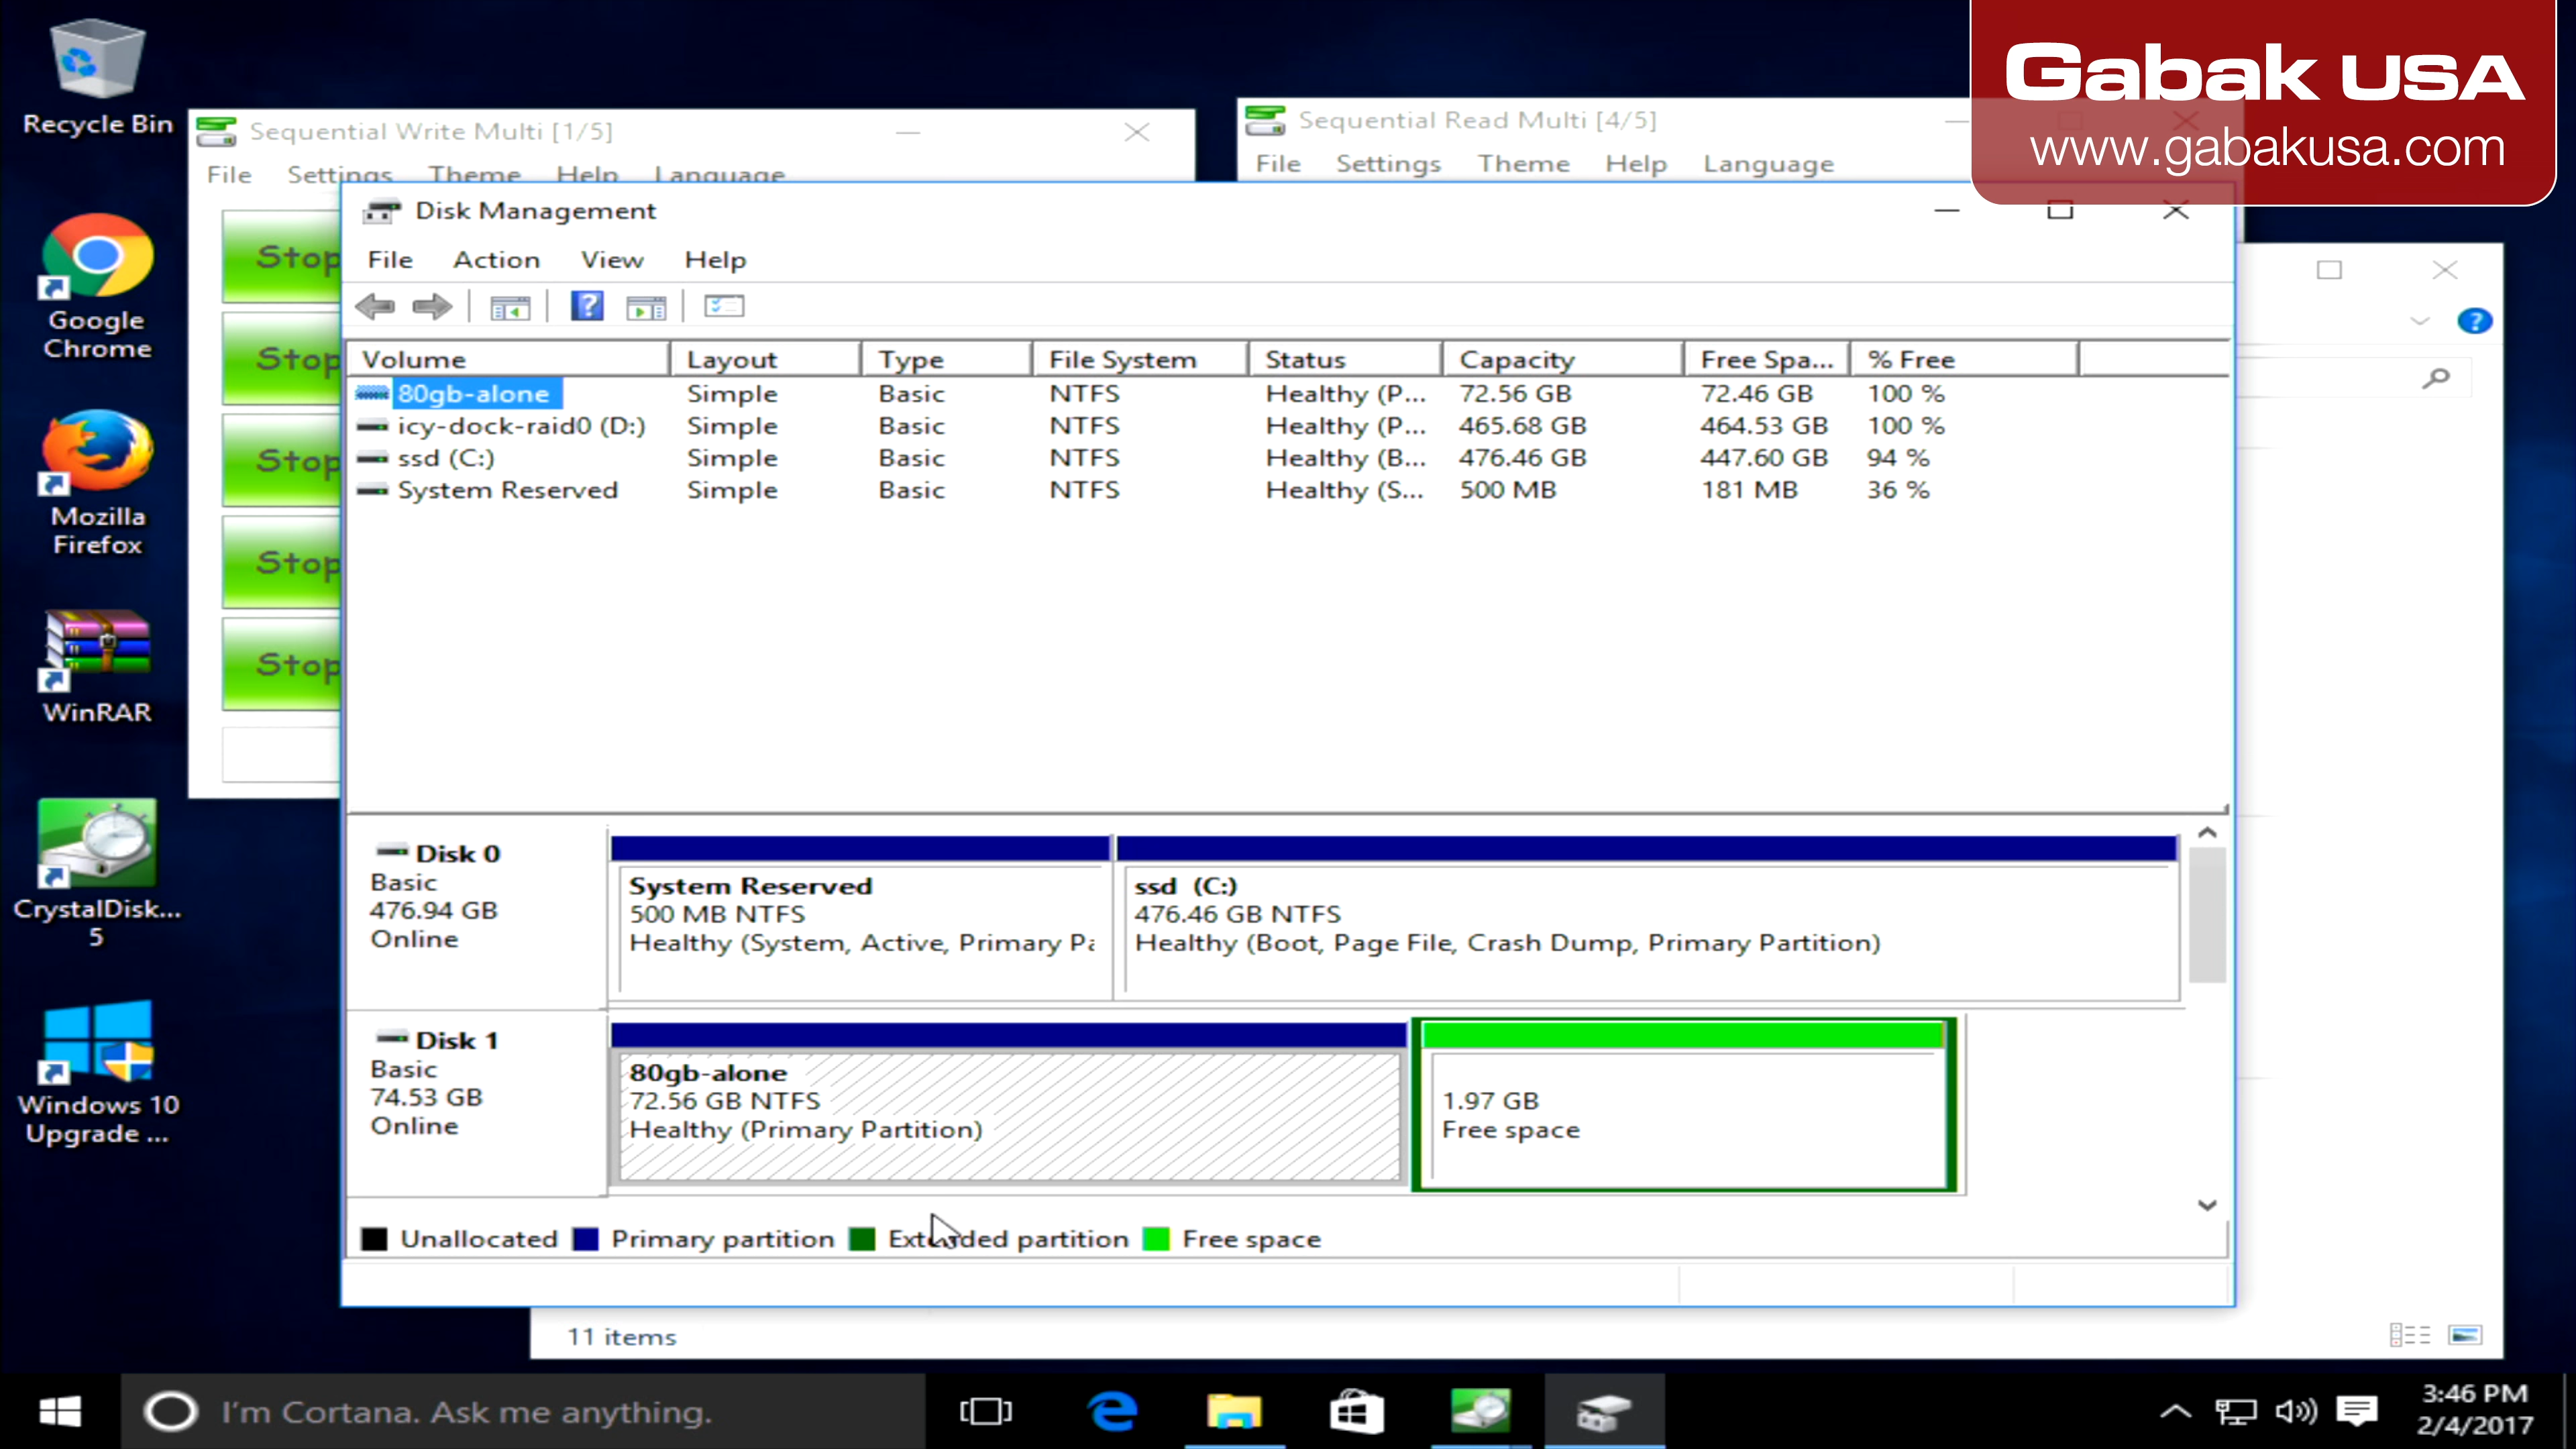 Gabak USA
www.gabakusa.com
Recycle Bin
Google
Chrome
Mozilla
Firefox
WinRAR
CrystalDisk...
5
Windows 10
Upgrade ...
Sequential Write Multi [1/5]
File Settings Theme Help Language
Stop
Stop
Stop
Stop
Stop
Sequential Read Multi [4/5]
File Settings Theme Help Language
Disk Management
File Action View Help
Volume Layout Type File System Status Capacity Free Spa... % Free
80gb-alone Simple Basic NTFS Healthy (P... 72.56 GB 72.46 GB 100 %
icy-dock-raid0 (D:) Simple Basic NTFS Healthy (P... 465.68 GB 464.53 GB 100 %
ssd (C:) Simple Basic NTFS Healthy (B... 476.46 GB 447.60 GB 94 %
System Reserved Simple Basic NTFS Healthy (S... 500 MB 181 MB 36 %
Disk 0
Basic
476.94 GB
Online
System Reserved
500 MB NTFS
Healthy (System, Active, Primary Pa
ssd (C:)
476.46 GB NTFS
Healthy (Boot, Page File, Crash Dump, Primary Partition)
Disk 1
Basic
74.53 GB
Online
80gb-alone
72.56 GB NTFS
Healthy (Primary Partition)
1.97 GB
Free space
Unallocated Primary partition Extended partition Free space
11 items
I'm Cortana. Ask me anything.
3:46 PM
2/4/2017